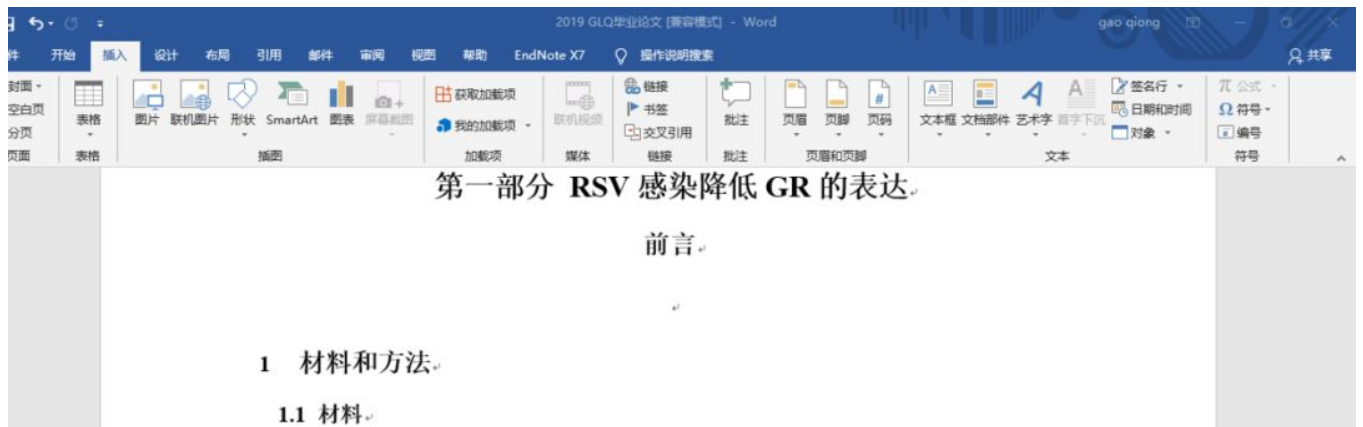 2019 GLQ毕业论文 [兼容模式] - Word gao qiong
件 开始 插入 设计 布局 引用 邮件 审阅 视图 帮助 EndNote X7 操作说明搜索 共享
封面 表格 图片 联机图片 形状 SmartArt 图表 屏幕截图 获取加载项 联机视频 链接 批注 页眉 页脚 页码 文本框 文档部件 艺术字 首字下沉 签名行 π 公式
空白页 我的加载项 书签 # A 日期和时间 Ω 符号
分页 交叉引用 对象 # 编号
页面 表格 插图 加载项 媒体 链接 批注 页眉和页脚 文本 符号
第一部分 RSV 感染降低 GR 的表达
前言
1 材料和方法
1.1 材料